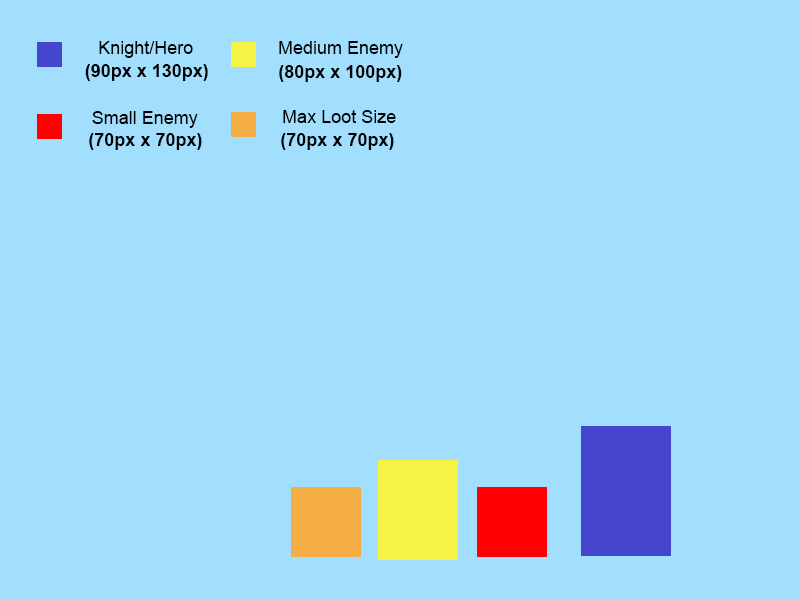 Knight/Hero
(90px x 130px)
Medium Enemy
(80px x 100px)
Small Enemy
(70px x 70px)
Max Loot Size
(70px x 70px)